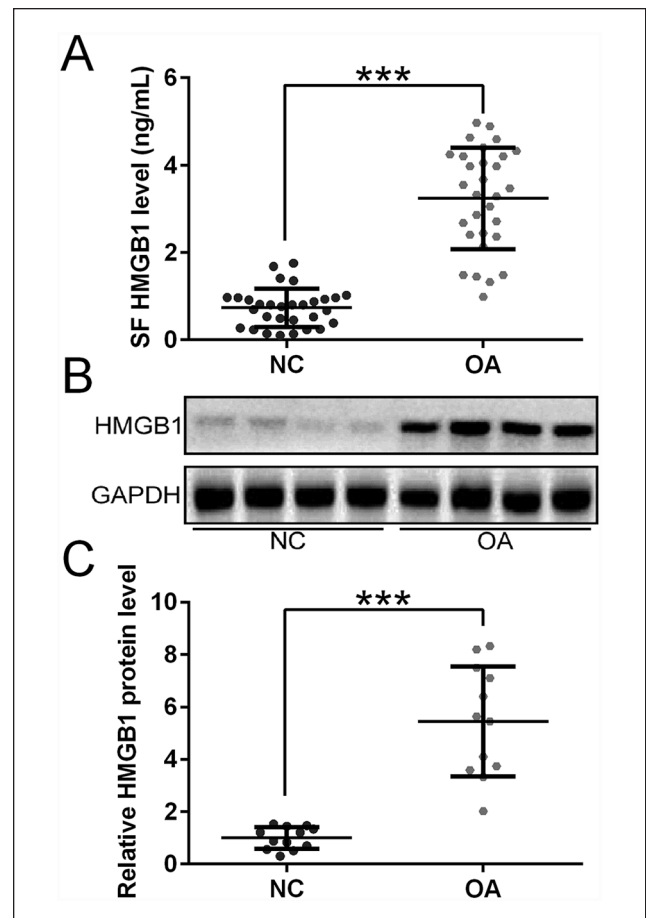 A
SF HMGB1 level (ng/mL)
6
4
2
0
***
NC
OA
B
HMGB1
GAPDH
NC
OA
C
Relative HMGB1 protein level
10
8
6
4
2
0
***
NC
OA